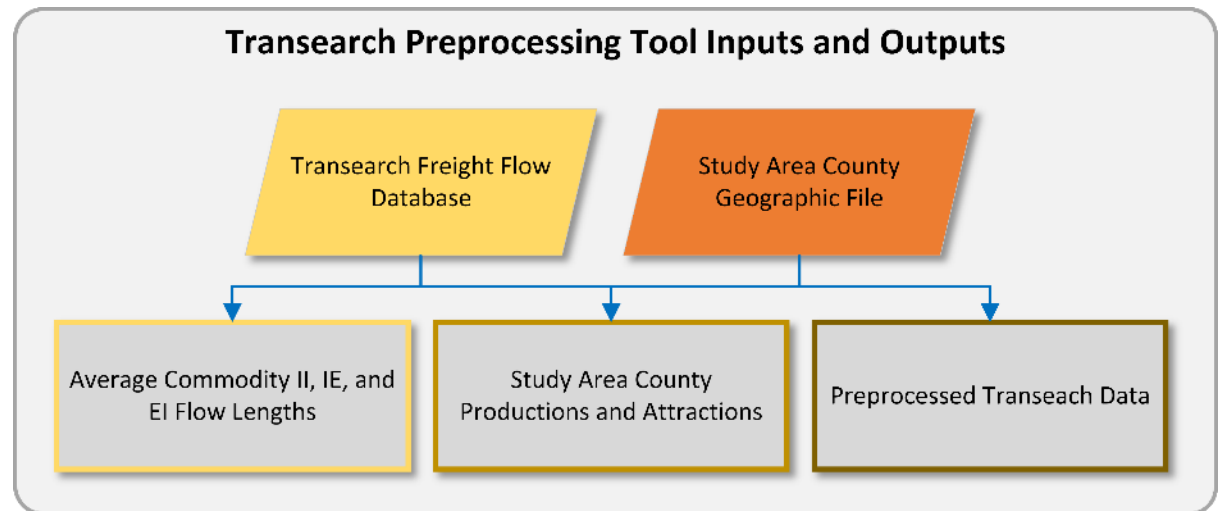 Transearch Preprocessing Tool Inputs and Outputs
Transearch Freight Flow
Database
Study Area County
Geographic File
Average Commodity II, IE, and
EI Flow Lengths
Study Area County
Productions and Attractions
Preprocessed Transeach Data